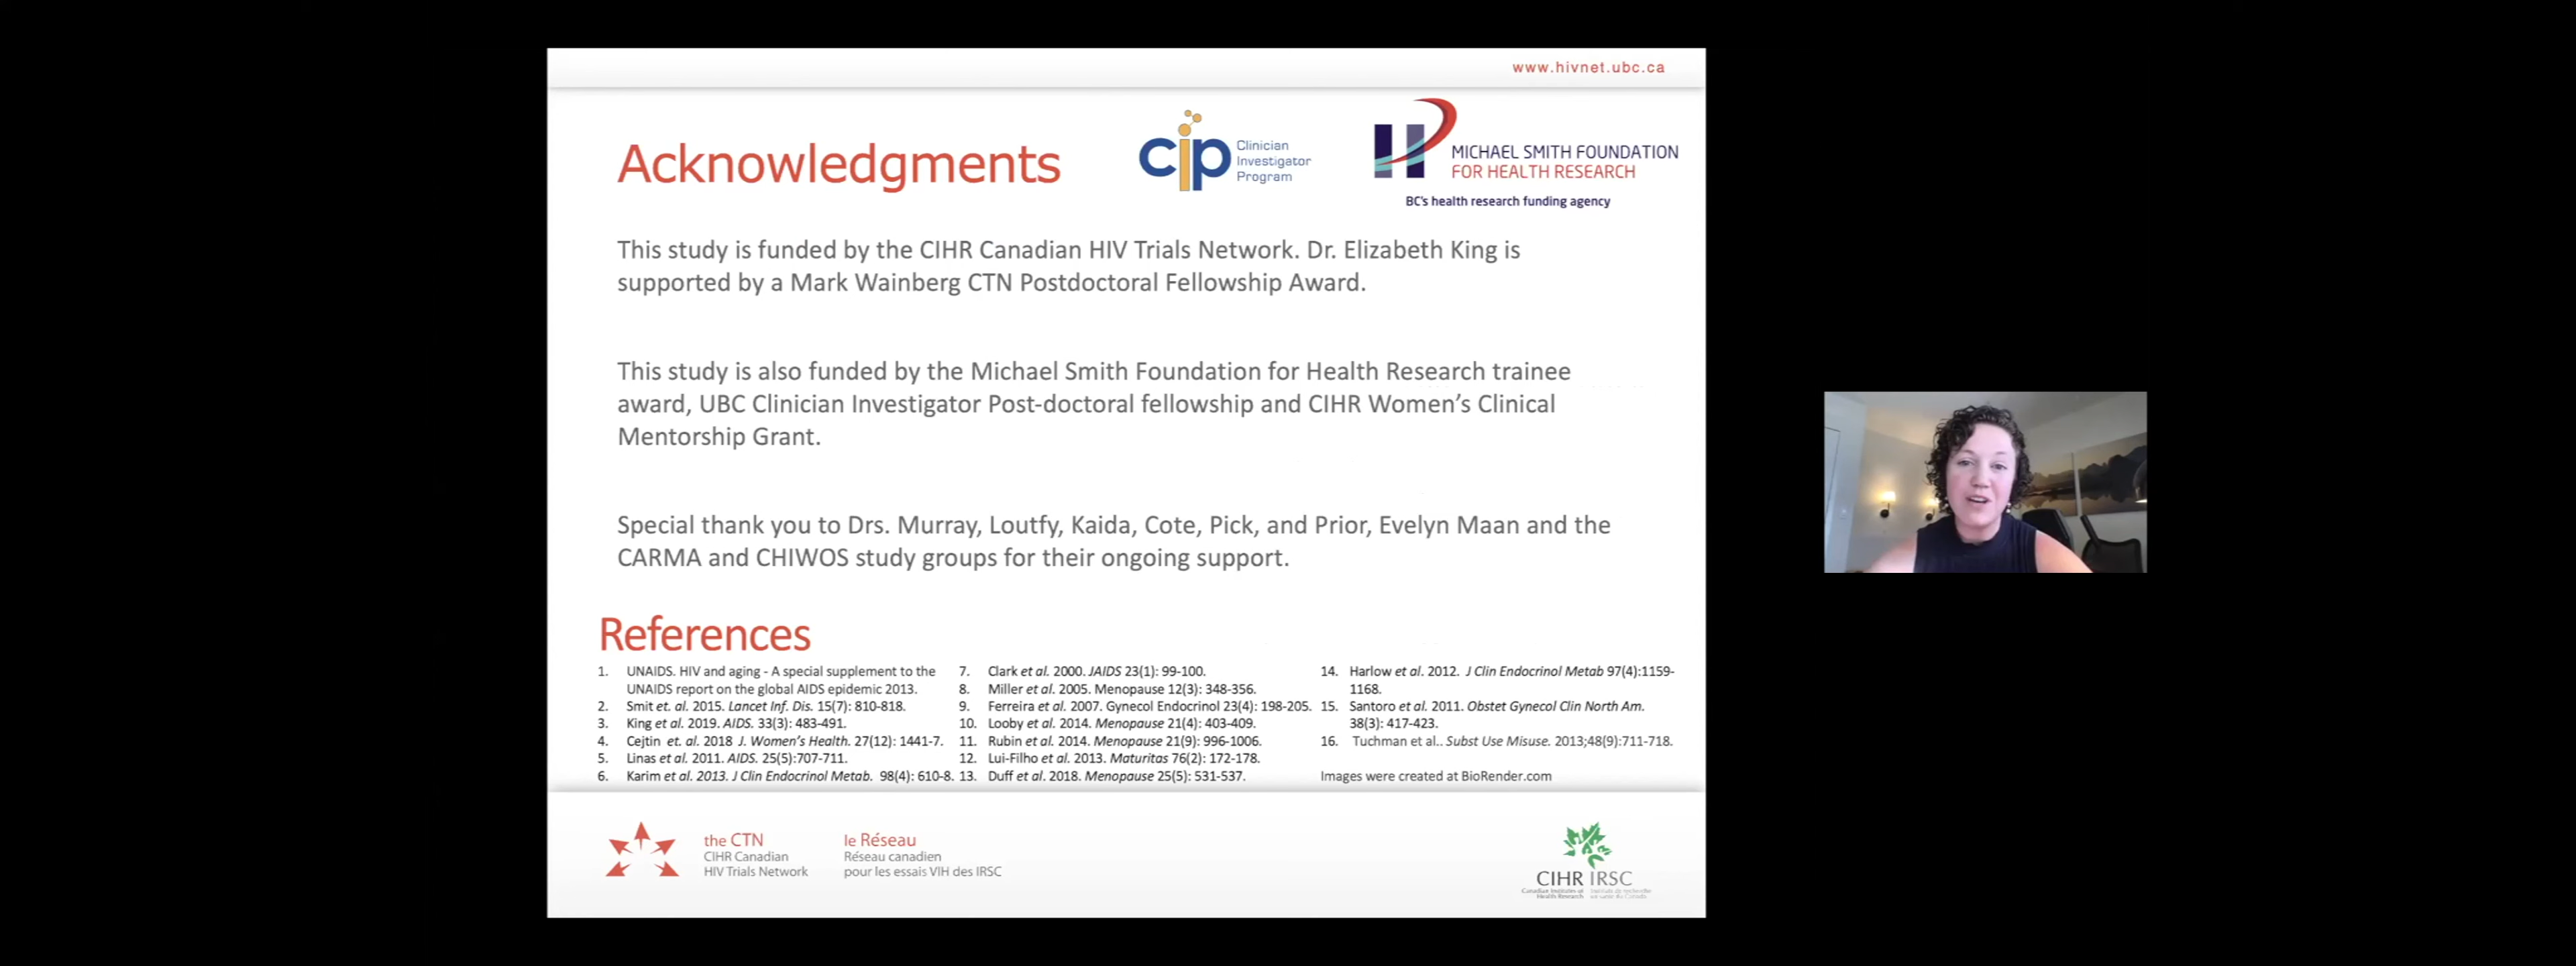 www.hivnet.ubc.ca
Acknowledgments
cip
Clinician
Investigator
Program
MICHAEL SMITH FOUNDATION
FOR HEALTH RESEARCH
BC's health research funding agency
This study is funded by the CIHR Canadian HIV Trials Network. Dr. Elizabeth King is
supported by a Mark Wainberg CTN Postdoctoral Fellowship Award.
This study is also funded by the Michael Smith Foundation for Health Research trainee
award, UBC Clinician Investigator Post-doctoral fellowship and CIHR Women's Clinical
Mentorship Grant.
Special thank you to Drs. Murray, Loutfy, Kaida, Cote, Pick, and Prior, Evelyn Maan and the
CARMA and CHIWOS study groups for their ongoing support.
References
1. UNAIDS. HIV and aging - A special supplement to the
UNAIDS report on the global AIDS epidemic 2013.
2. Smit et. al. 2015. Lancet Inf. Dis. 15(7): 810-818.
3. King et al. 2019. AIDS. 33(3): 483-491.
4. Cejtin et. al. 2018 J. Women's Health. 27(12): 1441-7.
5. Linas et al. 2011. AIDS. 25(5):707-711.
6. Karim et al. 2013. J Clin Endocrinol Metab. 98(4): 610-8.
7. Clark et al. 2000. JAIDS 23(1): 99-100.
8. Miller et al. 2005. Menopause 12(3): 348-356.
9. Ferreira et al. 2007. Gynecol Endocrinol 23(4): 198-205.
10. Looby et al. 2014. Menopause 21(4): 403-409.
11. Rubin et al. 2014. Menopause 21(9): 996-1006.
12. Lui-Filho et al. 2013. Maturitas 76(2): 172-178.
13. Duff et al. 2018. Menopause 25(5): 531-537.
14. Harlow et al. 2012. J Clin Endocrinol Metab 97(4):1159-
1168.
15. Santoro et al. 2011. Obstet Gynecol Clin North Am.
38(3): 417-423.
16. Tuchman et al.. Subst Use Misuse. 2013;48(9):711-718.
Images were created at BioRender.com
the CTN
CIHR Canadian
HIV Trials Network
le Réseau
Réseau canadien
pour les essais VIH des IRSC
CIHR IRSC
Canadian Institutes of
Health Research
Instituts de recherche
en santé du Canada